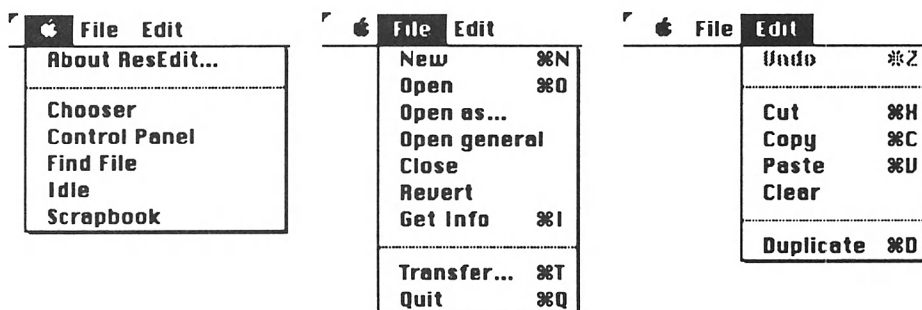 File Edit
About ResEdit...
Chooser
Control Panel
Find File
Idle
Scrapbook
File Edit
New ⌘N
Open ⌘O
Open as...
Open general
Close
Revert
Get Info ⌘I
Transfer... ⌘T
Quit ⌘Q
File Edit
Undo ⌘Z
Cut ⌘X
Copy ⌘C
Paste ⌘V
Clear
Duplicate ⌘D